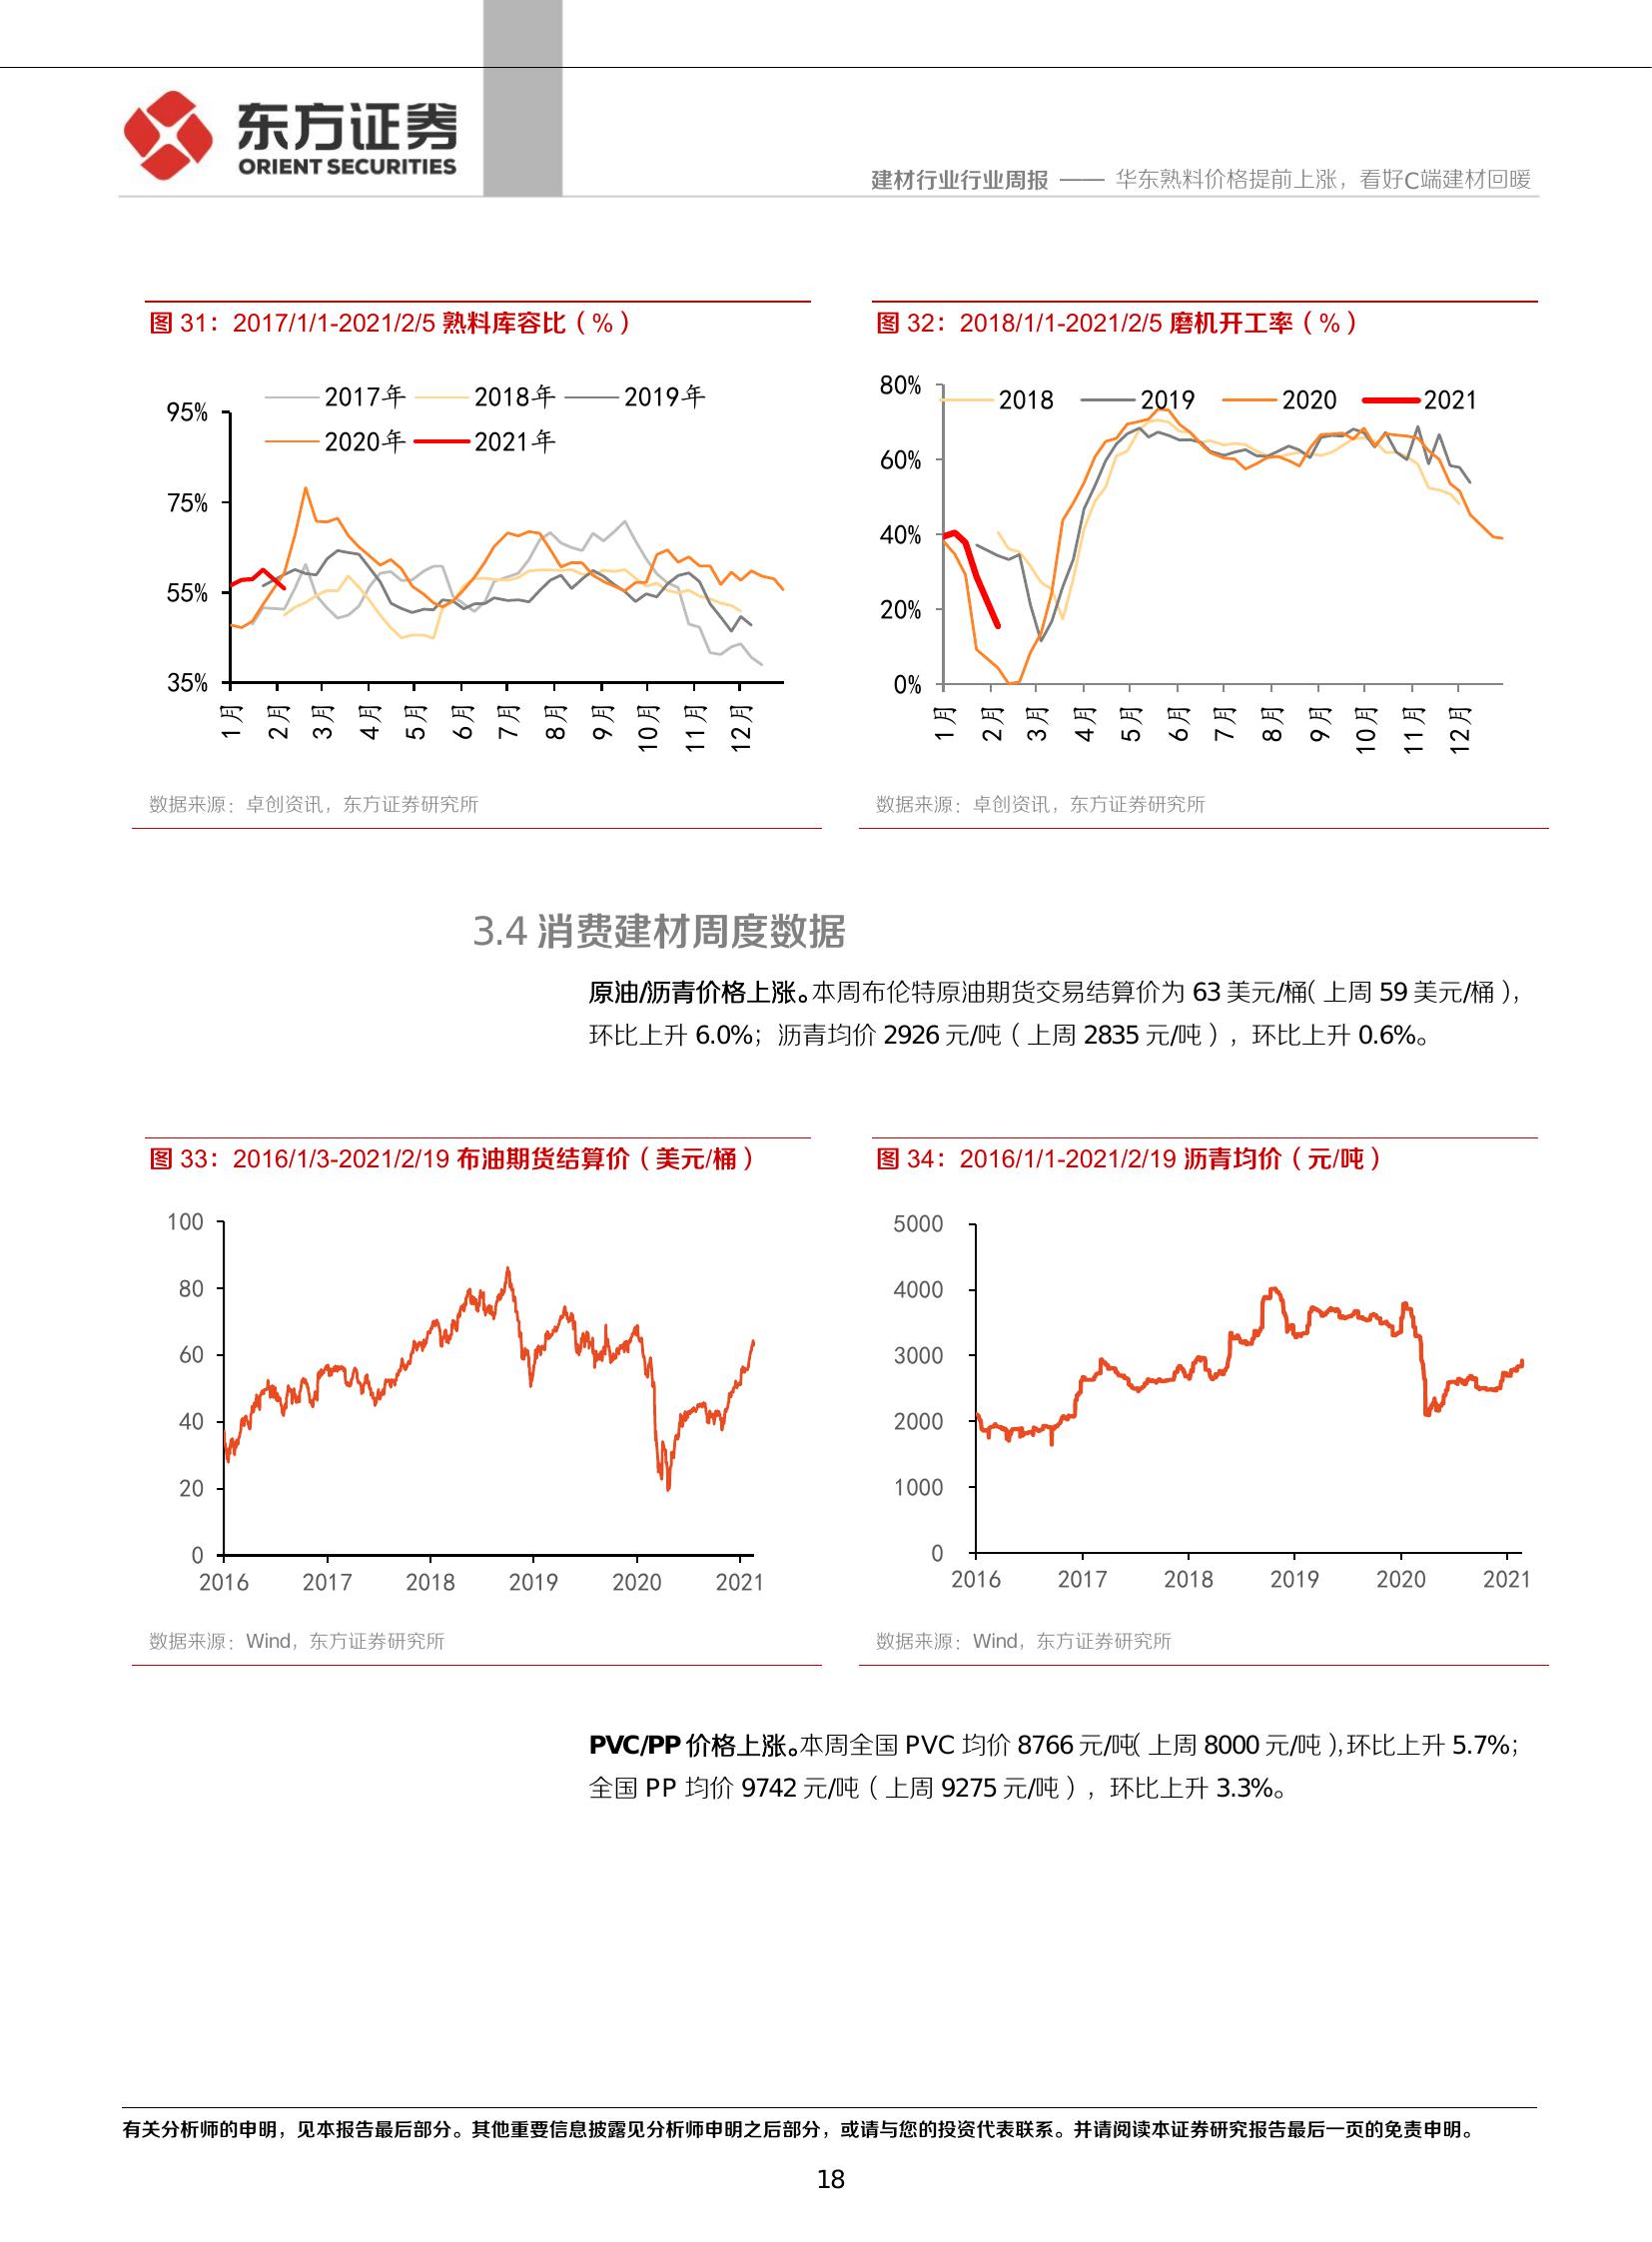 东方证券
ORIENT SECURITIES
建材行业行业周报 —— 华东熟料价格提前上涨，看好C端建材回暖
图 31：2017/1/1-2021/2/5 熟料库容比（%）
2017年 2018年 2019年
2020年 2021年
95%
75%
55%
35%
1月 2月 3月 4月 5月 6月 7月 8月 9月 10月 11月 12月
数据来源：卓创资讯，东方证券研究所
图 32：2018/1/1-2021/2/5 磨机开工率（%）
2018 2019 2020 2021
80%
60%
40%
20%
0%
1月 2月 3月 4月 5月 6月 7月 8月 9月 10月 11月 12月
数据来源：卓创资讯，东方证券研究所
3.4 消费建材周度数据
原油/沥青价格上涨。本周布伦特原油期货交易结算价为 63 美元/桶（上周 59 美元/桶），
环比上升 6.0%；沥青均价 2926 元/吨（上周 2835 元/吨），环比上升 0.6%。
图 33：2016/1/3-2021/2/19 布油期货结算价（美元/桶）
100
80
60
40
20
0
2016 2017 2018 2019 2020 2021
数据来源：Wind，东方证券研究所
图 34：2016/1/1-2021/2/19 沥青均价（元/吨）
5000
4000
3000
2000
1000
0
2016 2017 2018 2019 2020 2021
数据来源：Wind，东方证券研究所
PVC/PP 价格上涨。本周全国 PVC 均价 8766 元/吨（上周 8000 元/吨），环比上升 5.7%；
全国 PP 均价 9742 元/吨（上周 9275 元/吨），环比上升 3.3%。
有关分析师的申明，见本报告最后部分。其他重要信息披露见分析师申明之后部分，或请与您的投资代表联系。并请阅读本证券研究报告最后一页的免责申明。
18